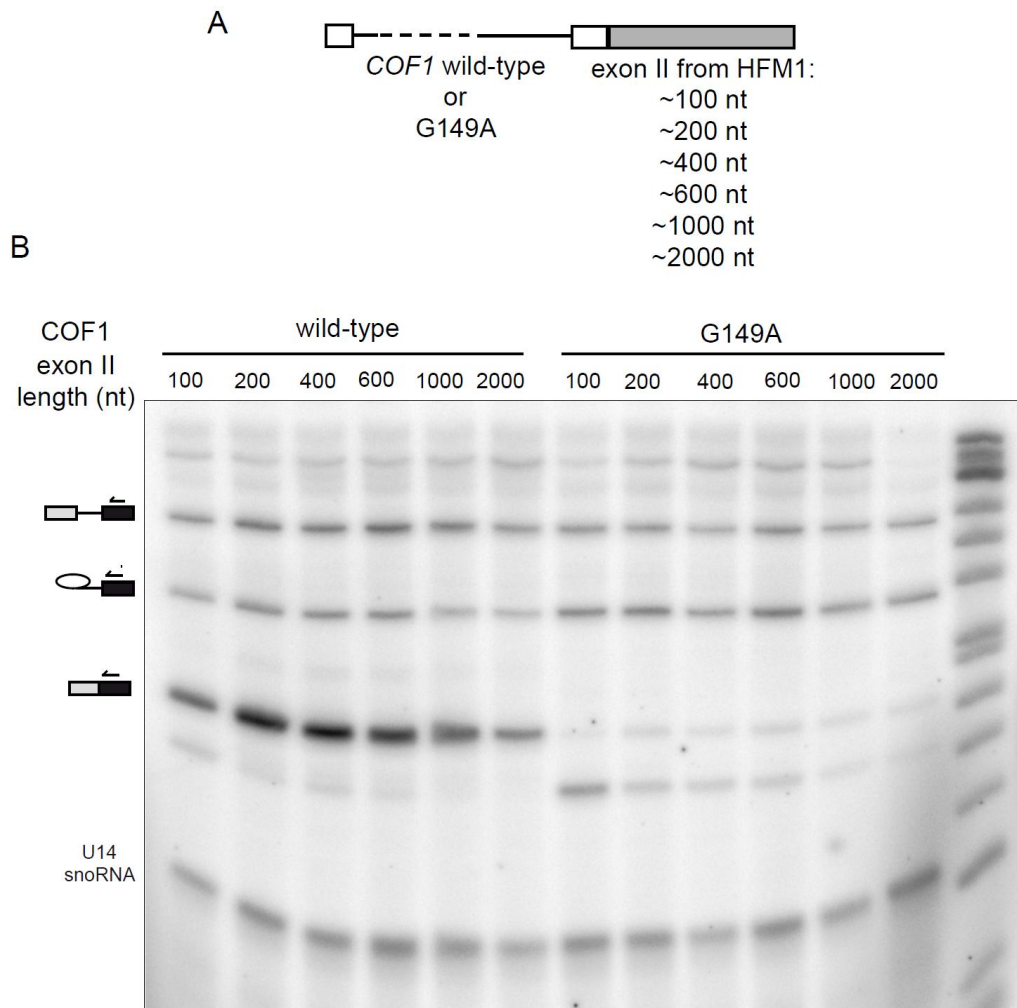 A
COF1 wild-type
or
G149A
exon II from HFM1:
~100 nt
~200 nt
~400 nt
~600 nt
~1000 nt
~2000 nt
B
COF1
exon II
length (nt)
wild-type
G149A
100 200 400 600 1000 2000 100 200 400 600 1000 2000
U14
snoRNA